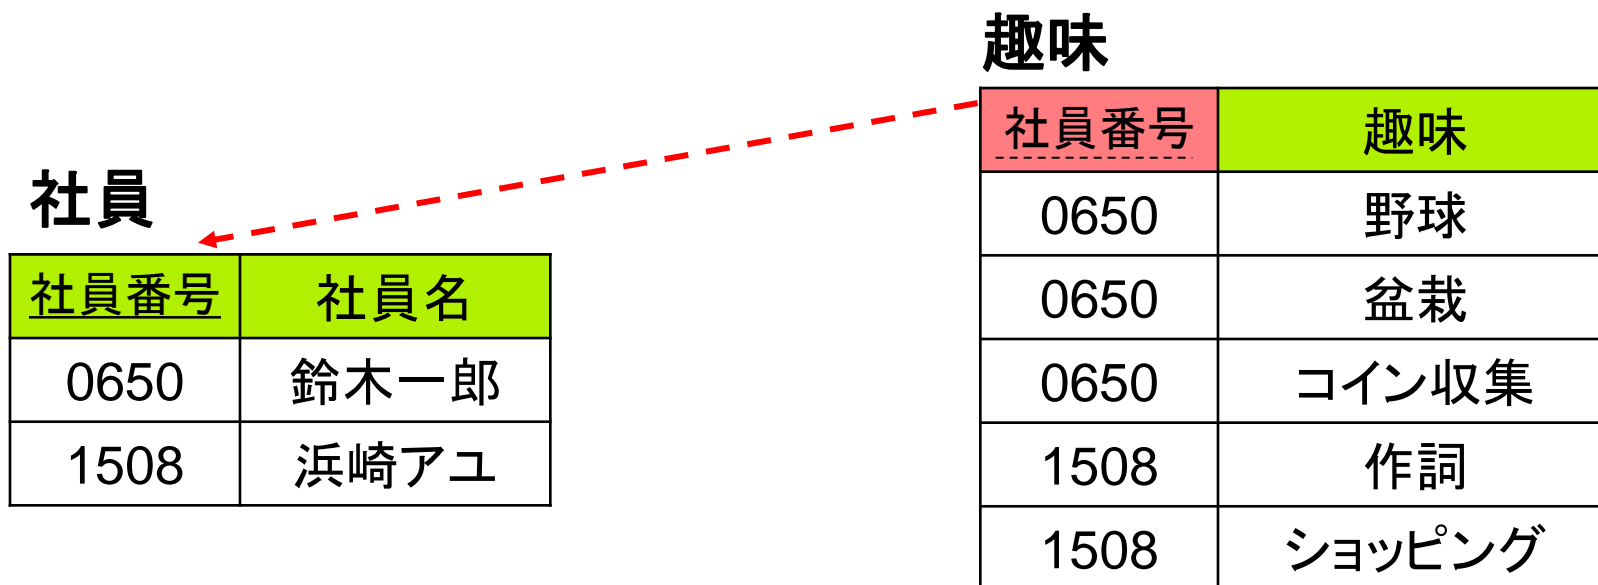 社員
社員番号 社員名
0650 鈴木一郎
1508 浜崎アユ
趣味
社員番号 趣味
0650 野球
0650 盆栽
0650 コイン収集
1508 作詞
1508 ショッピング